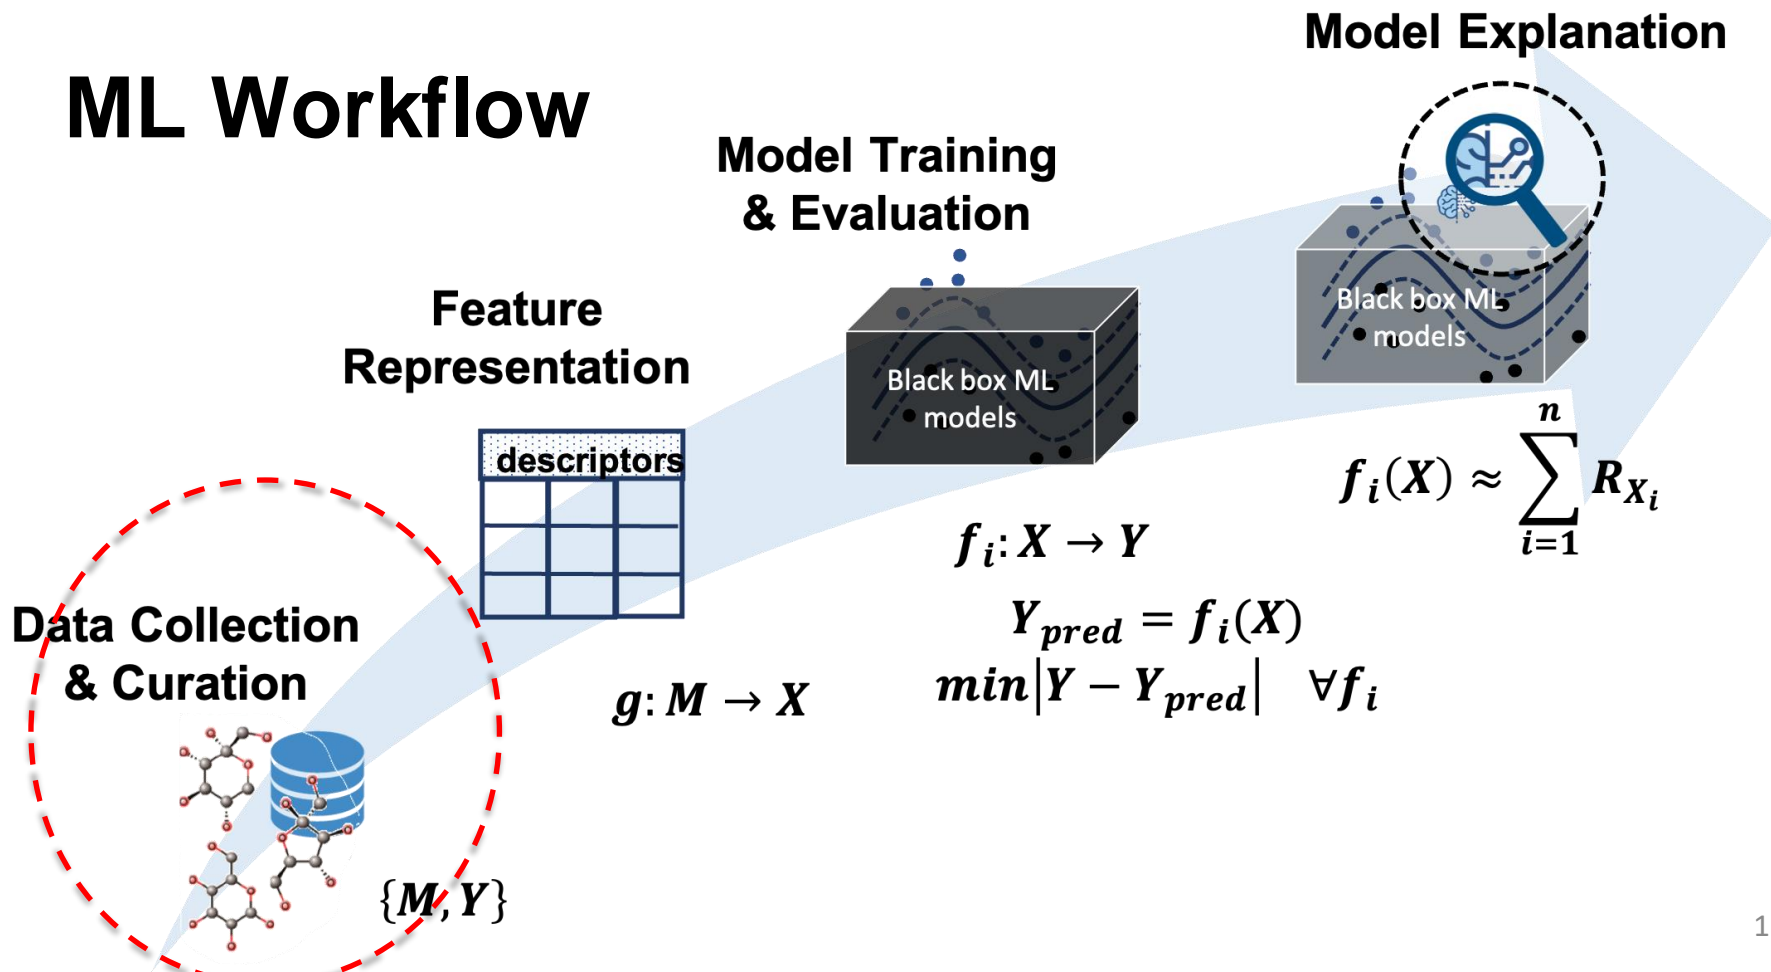 ML Workflow
Data Collection
& Curation
{M, Y}
Feature
Representation
descriptors
g: M → X
Model Training
& Evaluation
Black box ML
models
f_i: X → Y
Y_pred = f_i(X)
min|Y − Y_pred| ∀f_i
Model Explanation
Black box ML
models
f_i(X) ≈ ∑_{i=1}^{n} R_{X_i}
1